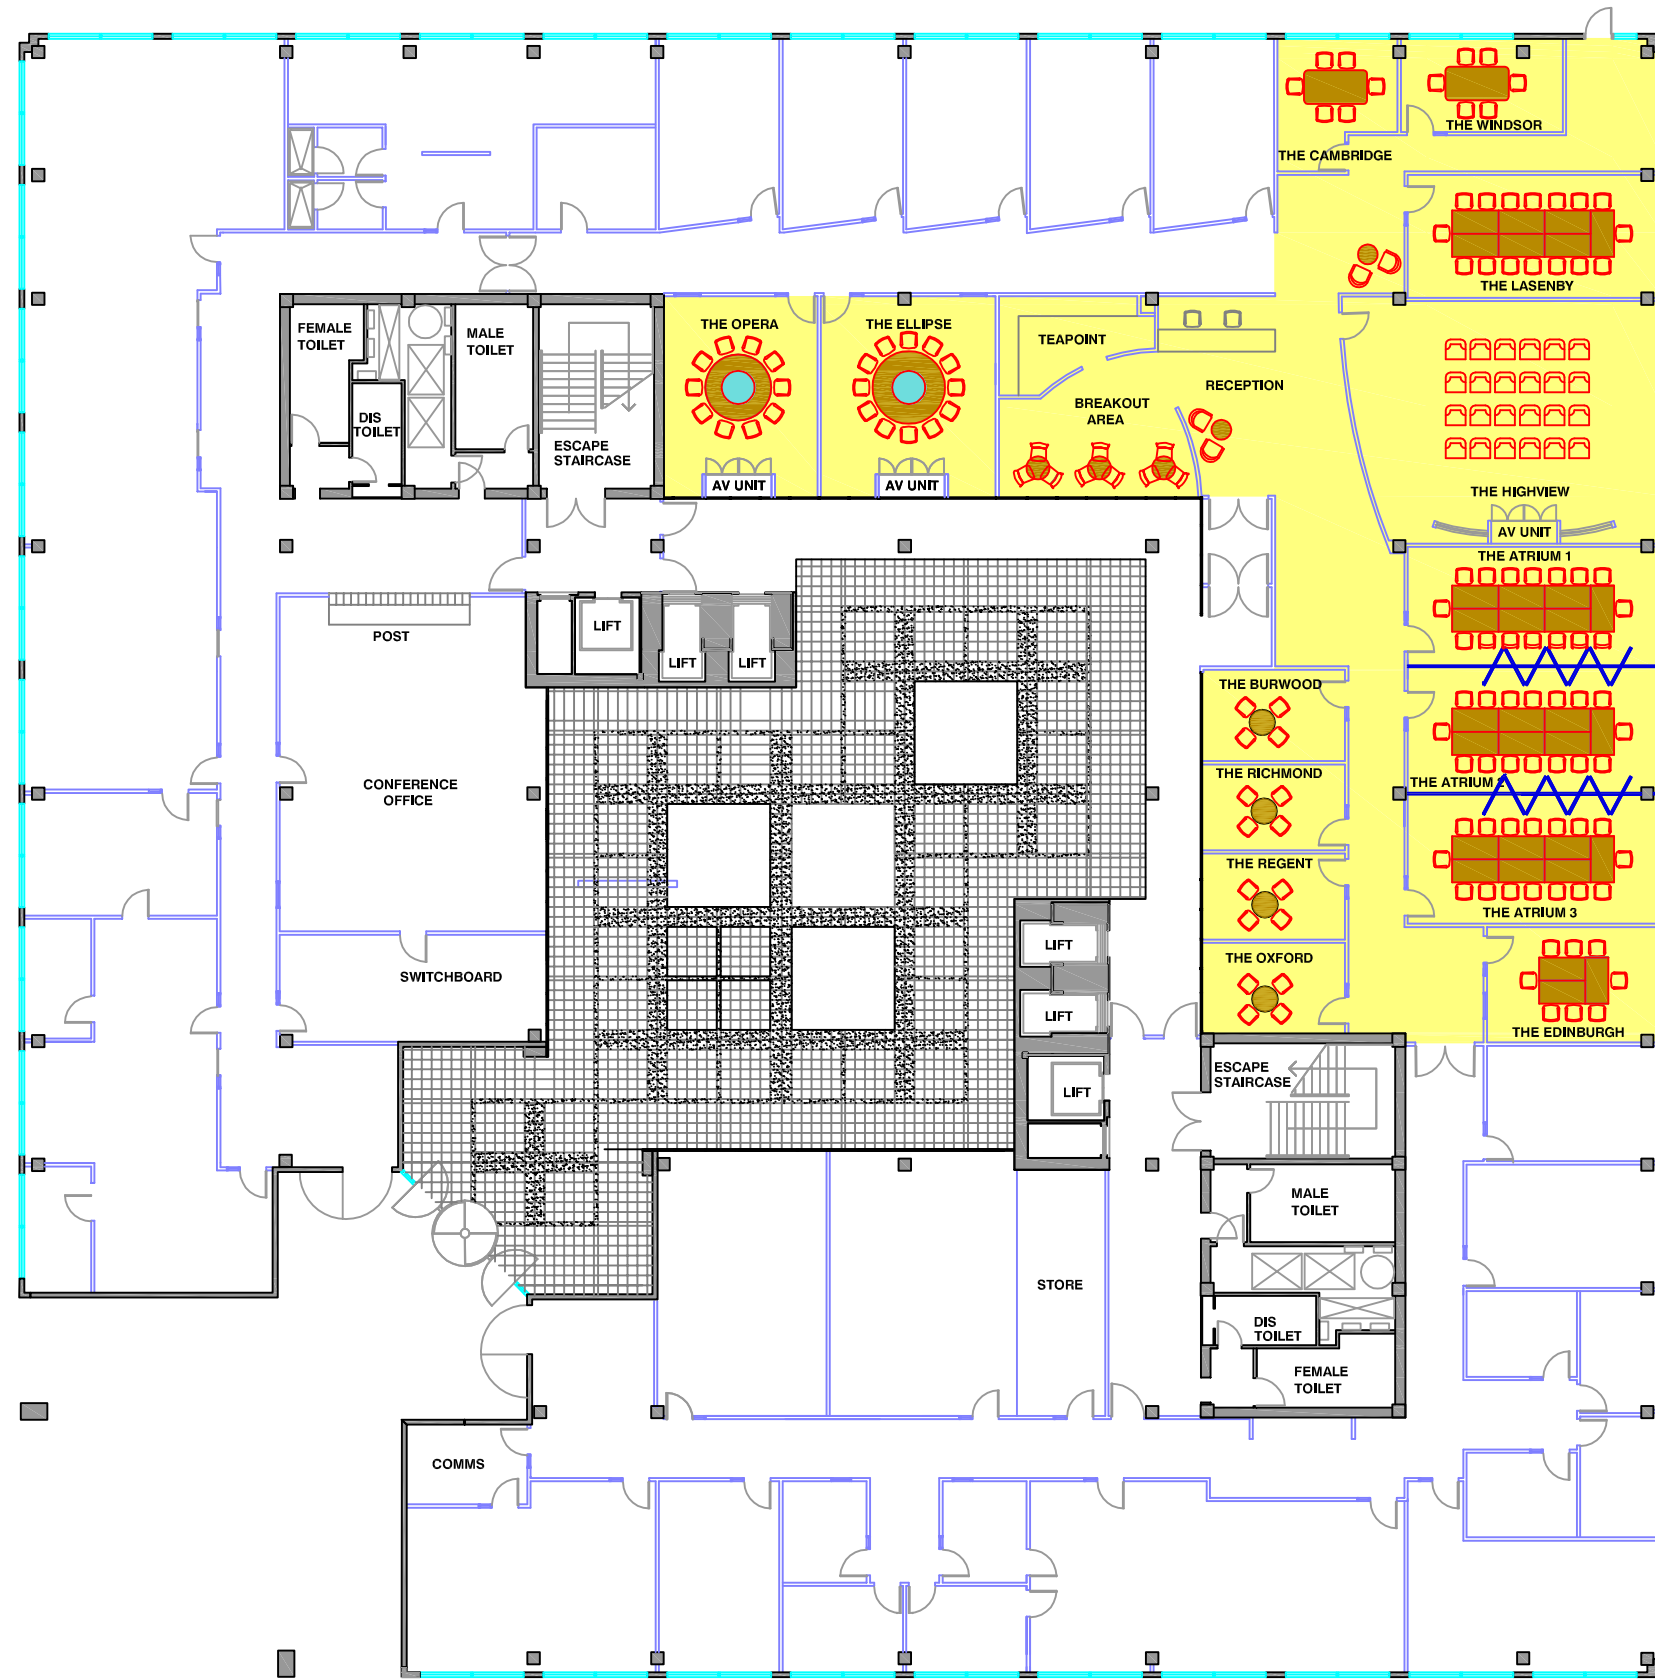 THE WINDSOR
THE CAMBRIDGE
THE LASENBY
FEMALE
TOILET
MALE
TOILET
DIS
TOILET
ESCAPE
STAIRCASE
THE OPERA
AV UNIT
THE ELLIPSE
AV UNIT
TEAPOINT
BREAKOUT
AREA
RECEPTION
THE HIGHVIEW
AV UNIT
THE ATRIUM 1
POST
LIFT
LIFT
LIFT
THE BURWOOD
THE RICHMOND
THE ATRIUM
CONFERENCE
OFFICE
THE REGENT
THE ATRIUM 3
SWITCHBOARD
LIFT
LIFT
LIFT
THE OXFORD
THE EDINBURGH
ESCAPE
STAIRCASE
MALE
TOILET
STORE
DIS
TOILET
FEMALE
TOILET
COMMS